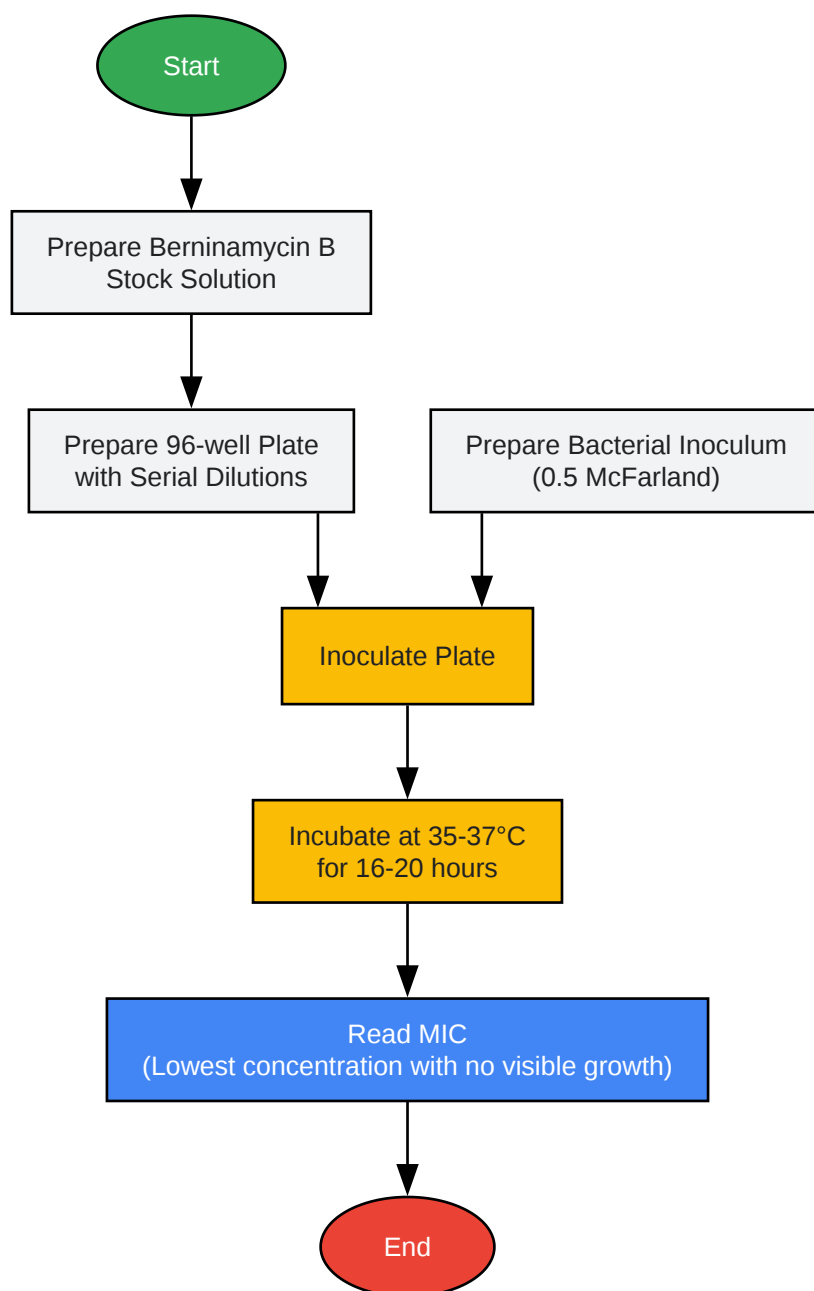 Start
Prepare Berninamycin B
Stock Solution
Prepare 96-well Plate
with Serial Dilutions
Prepare Bacterial Inoculum
(0.5 McFarland)
Inoculate Plate
Incubate at 35-37°C
for 16-20 hours
Read MIC
(Lowest concentration with no visible growth)
End